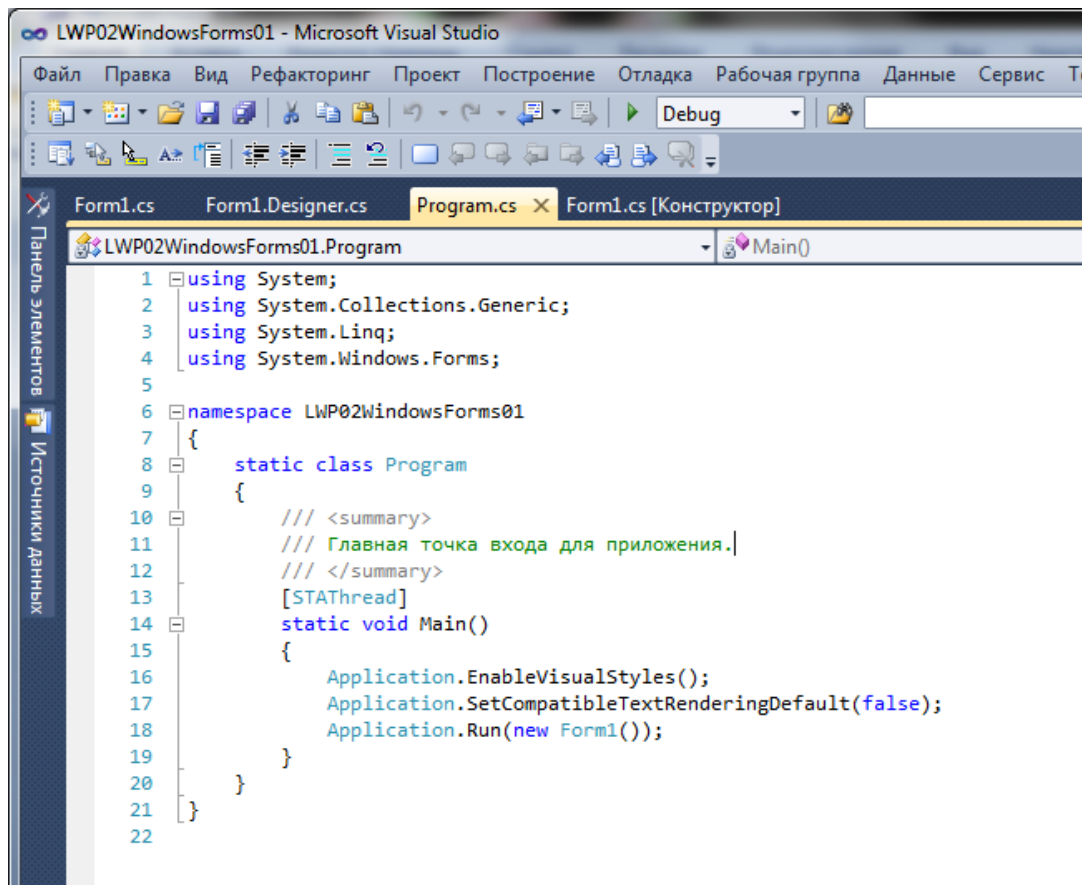 LWP02WindowsForms01 - Microsoft Visual Studio
Файл Правка Вид Рефакторинг Проект Построение Отладка Рабочая группа Данные Сервис
Debug
Form1.cs Form1.Designer.cs Program.cs Form1.cs [Конструктор]
LWP02WindowsForms01.Program Main()
Панель элементов
Источники данных
1 using System;
2 using System.Collections.Generic;
3 using System.Linq;
4 using System.Windows.Forms;
5
6 namespace LWP02WindowsForms01
7 {
8 static class Program
9 {
10 /// <summary>
11 /// Главная точка входа для приложения.
12 /// </summary>
13 [STAThread]
14 static void Main()
15 {
16 Application.EnableVisualStyles();
17 Application.SetCompatibleTextRenderingDefault(false);
18 Application.Run(new Form1());
19 }
20 }
21 }
22